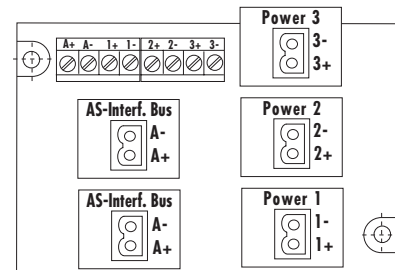 A+ A- 1+ 1- 2+ 2- 3+ 3-
Power 3
3-
3+
AS-Interf. Bus
A-
A+
Power 2
2-
2+
AS-Interf. Bus
A-
A+
Power 1
1-
1+